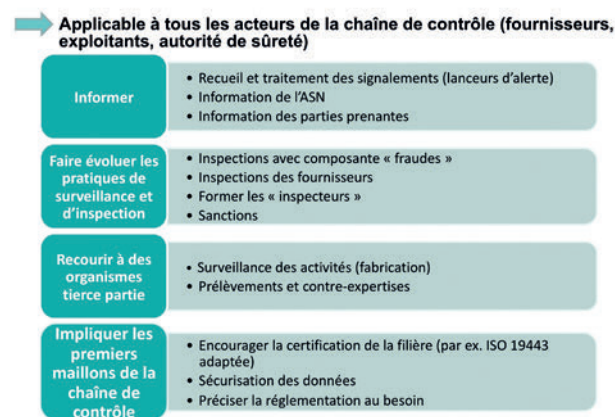 Applicable à tous les acteurs de la chaîne de contrôle (fournisseurs,
exploitants, autorité de sûreté)
Informer
• Recueil et traitement des signalements (lanceurs d'alerte)
• Information de l'ASN
• Information des parties prenantes
Faire évoluer les
pratiques de
surveillance et
d'inspection
• Inspections avec composante « fraudes »
• Inspections des fournisseurs
• Former les « inspecteurs »
• Sanctions
Recourir à des
organismes
tierce partie
• Surveillance des activités (fabrication)
• Prélèvements et contre-expertises
Impliquer les
premiers
maillons de la
chaîne de
contrôle
• Encourager la certification de la filière (par ex. ISO 19443
adaptée)
• Sécurisation des données
• Préciser la réglementation au besoin